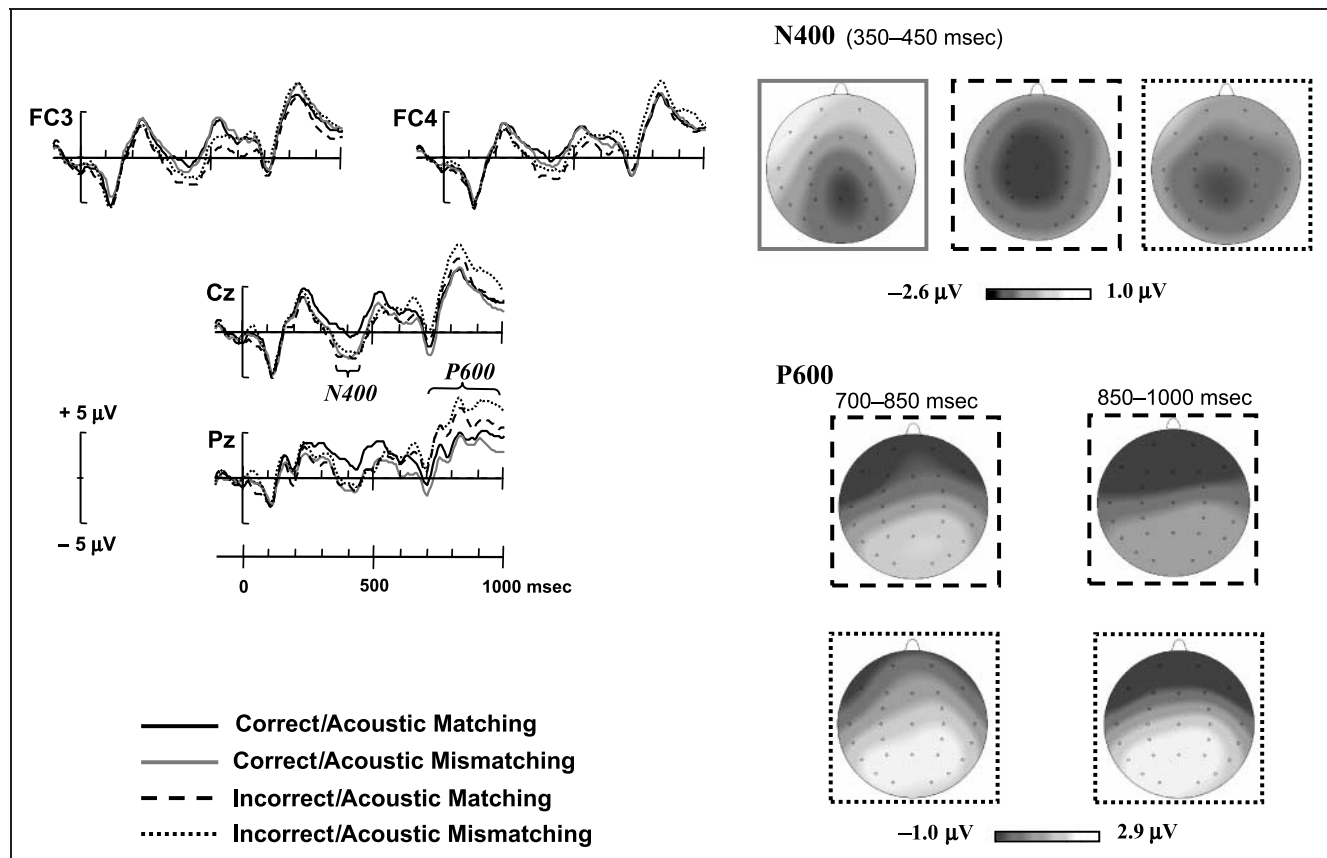 N400 (350–450 msec)
FC3
FC4
−2.6 µV
1.0 µV
Cz
N400
P600
P600
700–850 msec
850–1000 msec
+ 5 µV
Pz
− 5 µV
0
500
1000 msec
Correct/Acoustic Matching
Correct/Acoustic Mismatching
Incorrect/Acoustic Matching
Incorrect/Acoustic Mismatching
−1.0 µV
2.9 µV